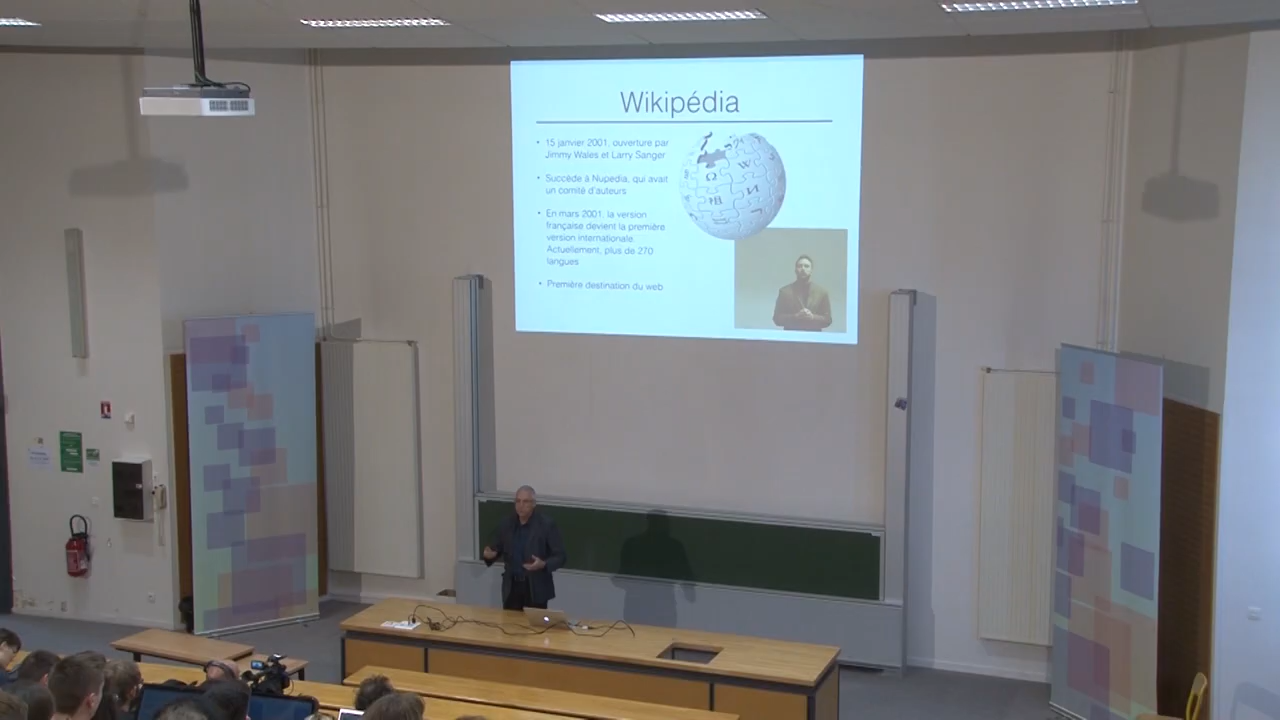 Wikipédia
• 15 janvier 2001, ouverture par
Jimmy Wales et Larry Sanger
• Succède à Nupedia, qui avait
un comité d'auteurs
• En mars 2001, la version
française devient la première
version internationale.
Actuellement, plus de 270
langues
• Première destination du web
Ω
W
И